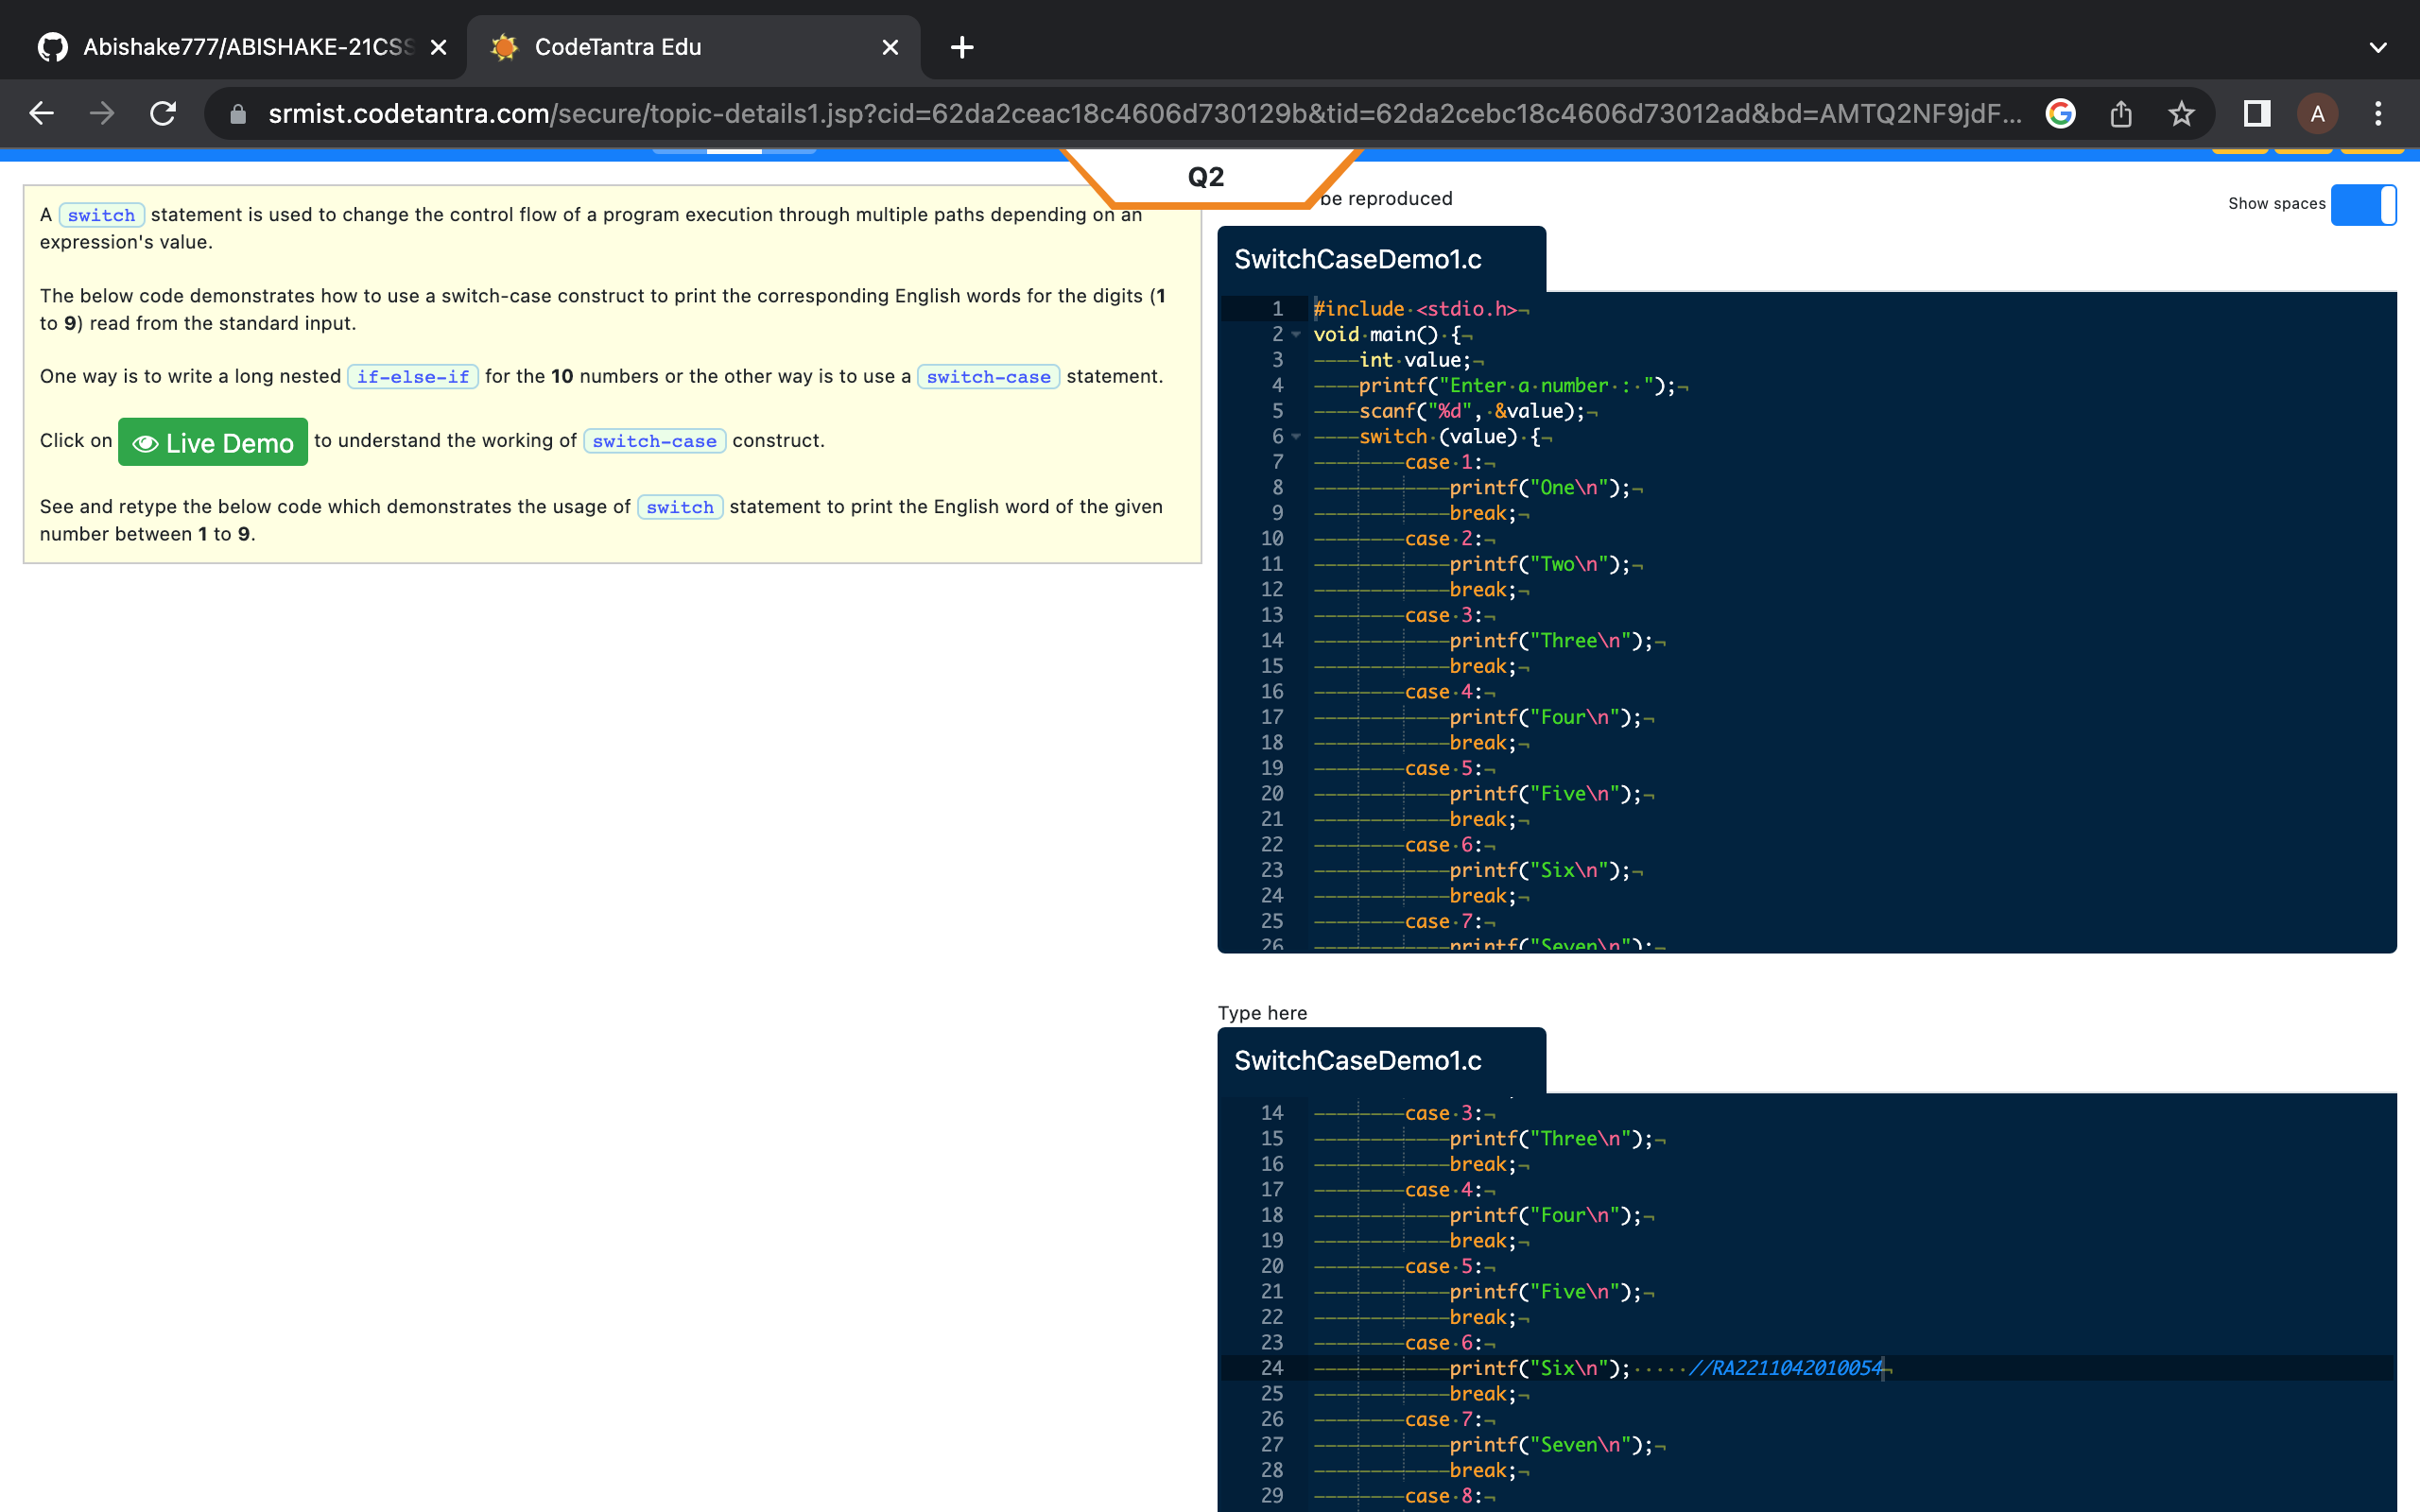 Abishake777/ABISHAKE-21CSS
CodeTantra Edu
srmist.codetantra.com/secure/topic-details1.jsp?cid=62da2ceac18c4606d730129b&tid=62da2cebc18c4606d73012ad&bd=AMTQ2NF9jdF...
A
Q2
A switch statement is used to change the control flow of a program execution through multiple paths depending on an
expression's value.
The below code demonstrates how to use a switch-case construct to print the corresponding English words for the digits (1
to 9) read from the standard input.
One way is to write a long nested if-else-if for the 10 numbers or the other way is to use a switch-case statement.
Click on Live Demo to understand the working of switch-case construct.
See and retype the below code which demonstrates the usage of switch statement to print the English word of the given
number between 1 to 9.
be reproduced
Show spaces
SwitchCaseDemo1.c
1 #include <stdio.h>
2 void main() {
3 int value;
4 printf("Enter a number : ");
5 scanf("%d", &value);
6 switch (value) {
7 case 1:
8 printf("One\n");
9 break;
10 case 2:
11 printf("Two\n");
12 break;
13 case 3:
14 printf("Three\n");
15 break;
16 case 4:
17 printf("Four\n");
18 break;
19 case 5:
20 printf("Five\n");
21 break;
22 case 6:
23 printf("Six\n");
24 break;
25 case 7:
26 printf("Seven\n");
Type here
SwitchCaseDemo1.c
14 case 3:
15 printf("Three\n");
16 break;
17 case 4:
18 printf("Four\n");
19 break;
20 case 5:
21 printf("Five\n");
22 break;
23 case 6:
24 printf("Six\n"); //RA2211042010054
25 break;
26 case 7:
27 printf("Seven\n");
28 break;
29 case 8: